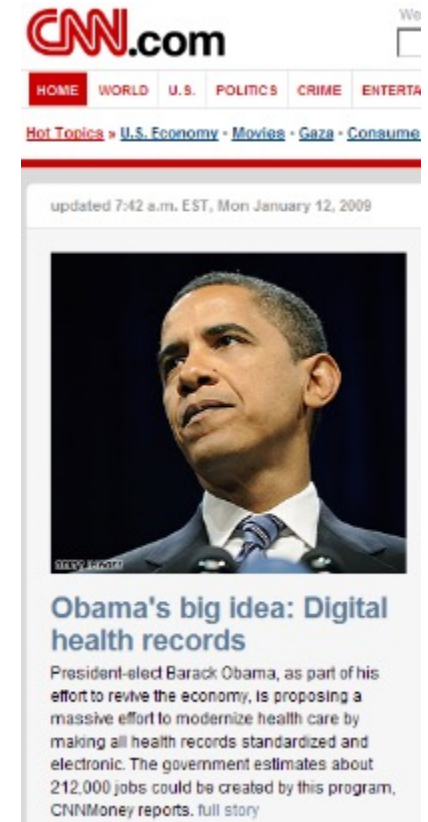 CNN.com
We
HOME WORLD U.S. POLITICS CRIME ENTERTA
Hot Topics » U.S. Economy · Movies · Gaza · Consume
updated 7:42 a.m. EST, Mon January 12, 2009
Obama's big idea: Digital
health records
President-elect Barack Obama, as part of his
effort to revive the economy, is proposing a
massive effort to modernize health care by
making all health records standardized and
electronic. The government estimates about
212,000 jobs could be created by this program,
CNNMoney reports. full story